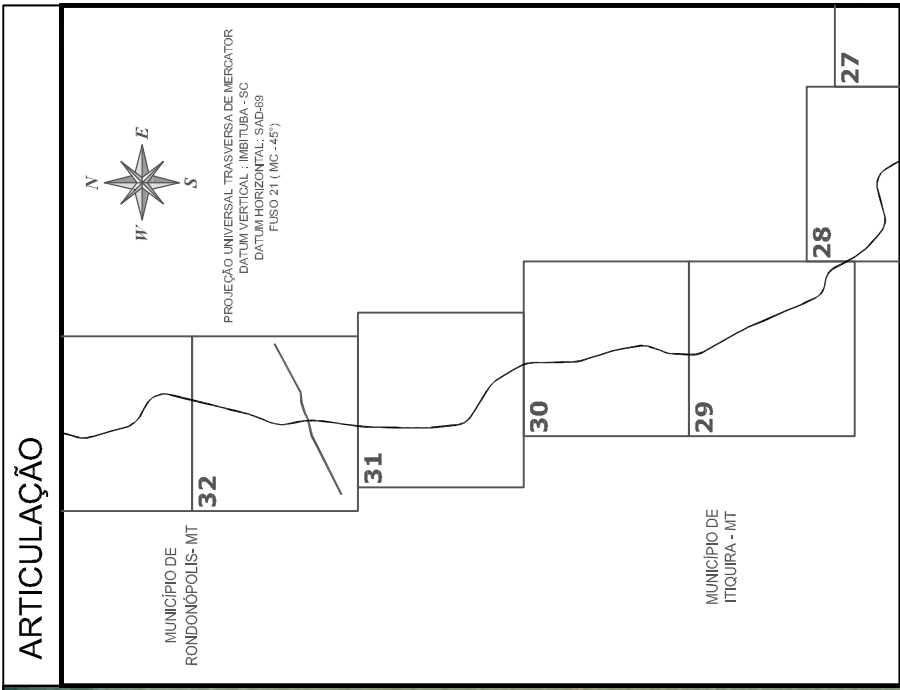 ARTICULAÇÃO
N
W
E
S
PROJEÇÃO UNIVERSAL TRASVERSA DE MERCATOR
DATUM VERTICAL : IMBITUBA - SC
DATUM HORIZONTAL: SAD-69
FUSO 21 ( MC - 45°)
MUNICÍPIO DE
RONDONÓPOLIS- MT
32
31
30
29
28
27
MUNICÍPIO DE
ITIQUIRA - MT